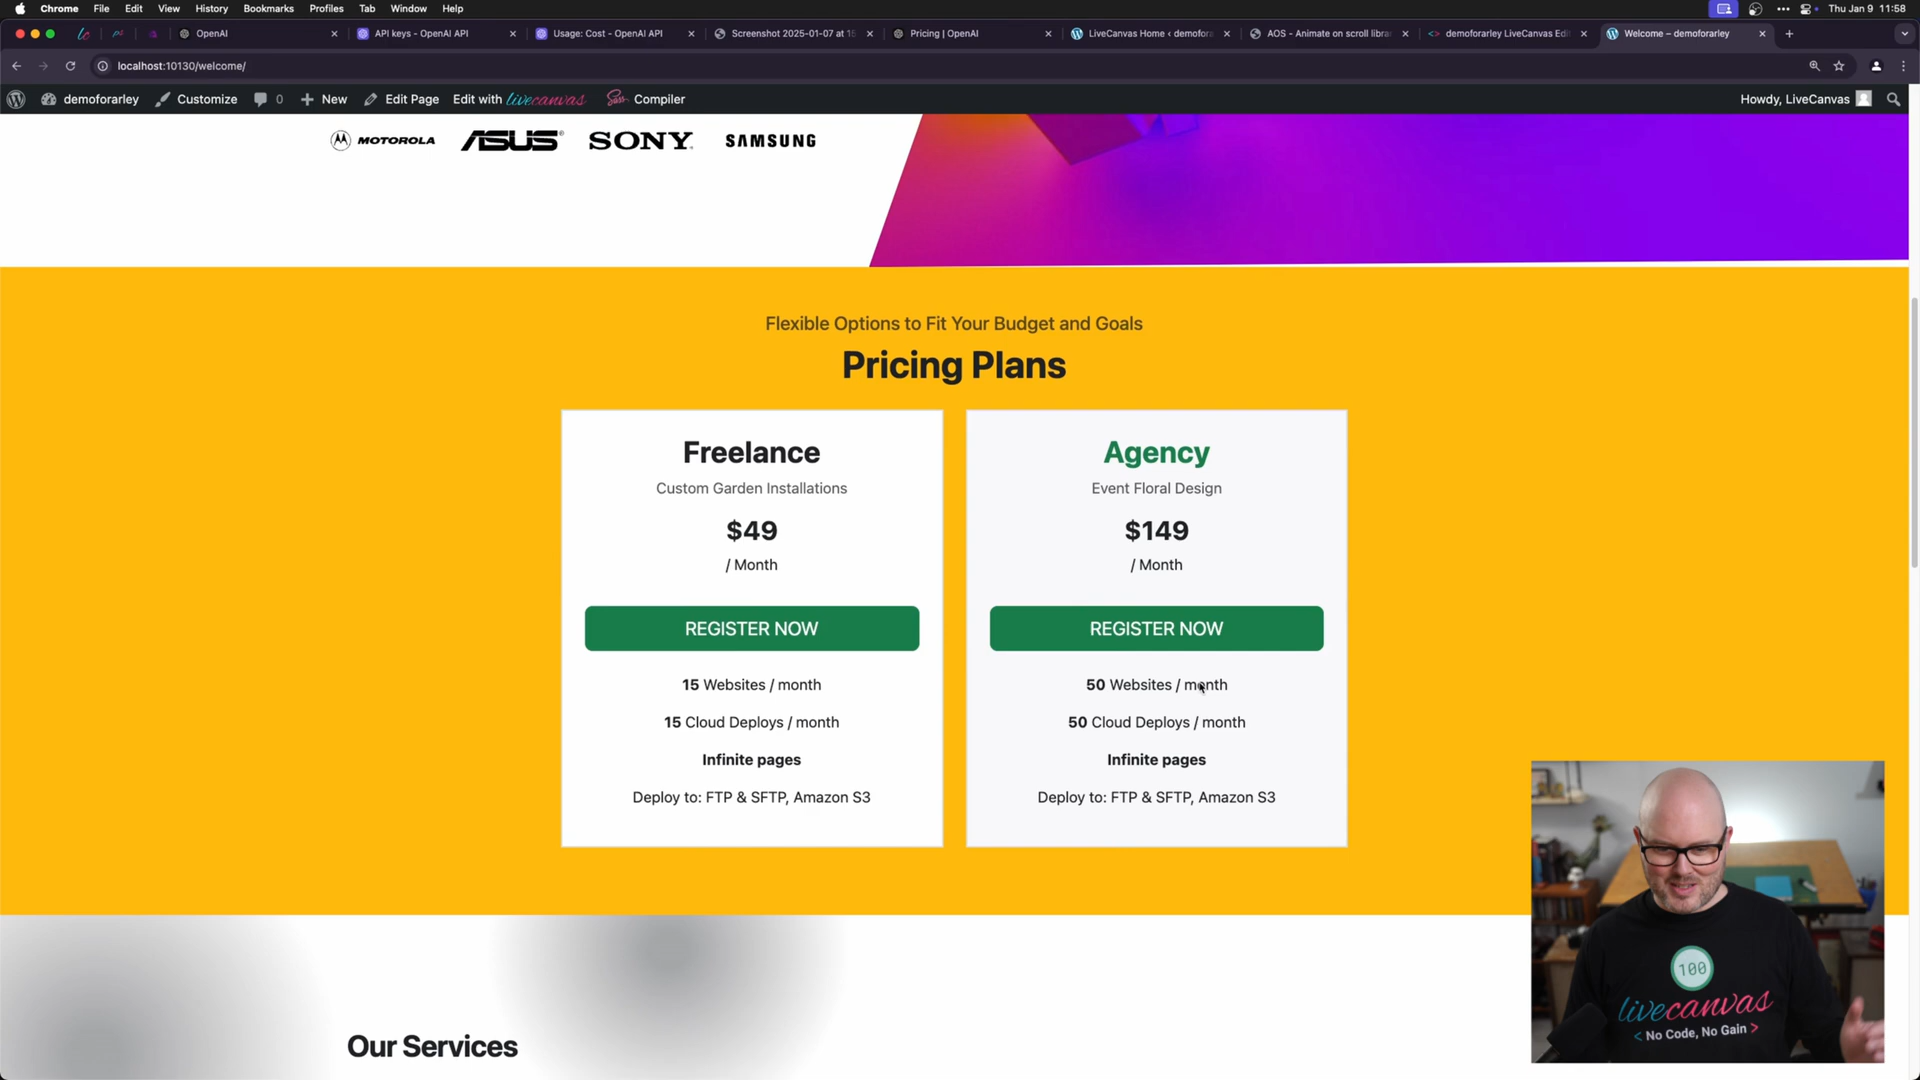 Chrome File Edit View History Bookmarks Profiles Tab Window Help Thu Jan 9 11:58
OpenAI API keys - OpenAI API Usage: Cost - OpenAI API Screenshot 2025-01-07 at 15 Pricing | OpenAI LiveCanvas Home ‹ demofora AOS - Animate on scroll libra demoforarley LiveCanvas Edi Welcome – demoforarley
localhost:10130/welcome/
demoforarley Customize 0 New Edit Page Edit with livecanvas Sass Compiler Howdy, LiveCanvas
MOTOROLA ASUS SONY SAMSUNG
Flexible Options to Fit Your Budget and Goals
Pricing Plans
Freelance
Custom Garden Installations
$49
/ Month
REGISTER NOW
15 Websites / month
15 Cloud Deploys / month
Infinite pages
Deploy to: FTP & SFTP, Amazon S3
Agency
Event Floral Design
$149
/ Month
REGISTER NOW
50 Websites / month
50 Cloud Deploys / month
Infinite pages
Deploy to: FTP & SFTP, Amazon S3
Our Services
100
livecanvas
< No Code, No Gain >